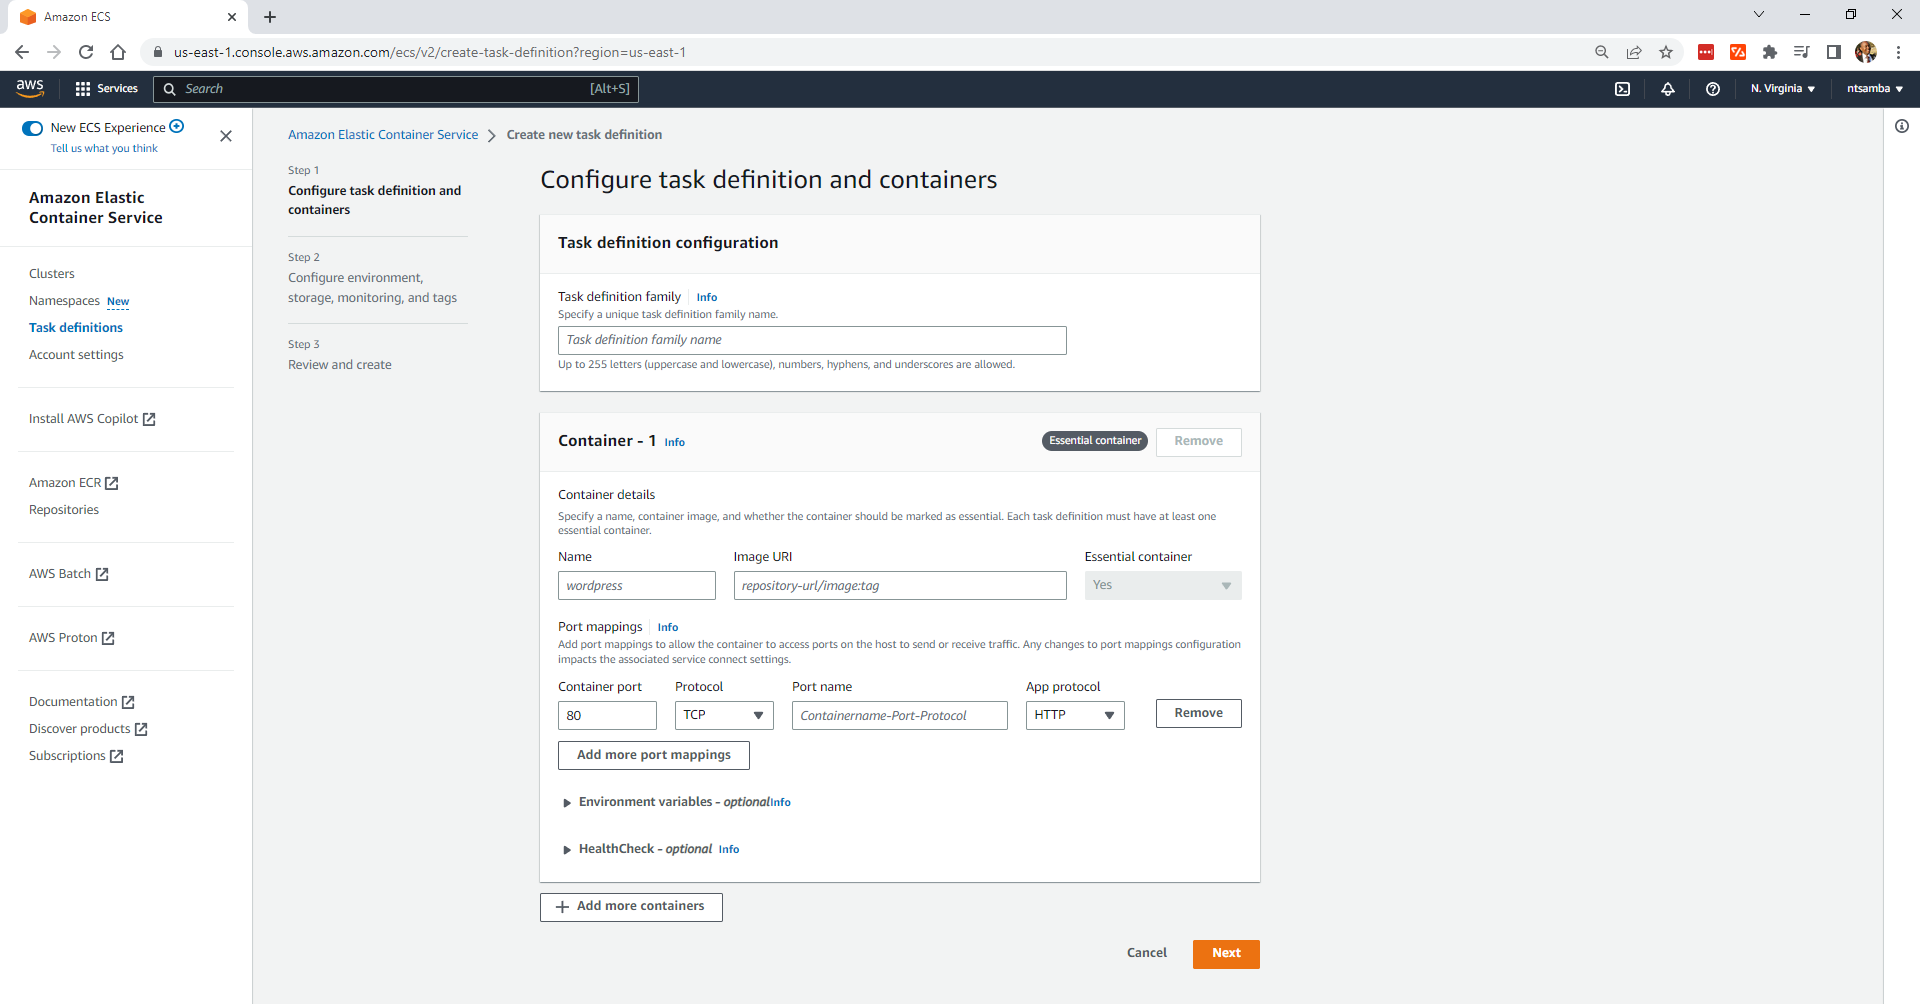 Amazon ECS
us-east-1.console.aws.amazon.com/ecs/v2/create-task-definition?region=us-east-1
aws
Services
Search
[Alt+S]
N. Virginia
ntsamba
New ECS Experience
Tell us what you think
Amazon Elastic
Container Service
Clusters
Namespaces New
Task definitions
Account settings
Install AWS Copilot
Amazon ECR
Repositories
AWS Batch
AWS Proton
Documentation
Discover products
Subscriptions
Amazon Elastic Container Service
Create new task definition
Step 1
Configure task definition and
containers
Step 2
Configure environment,
storage, monitoring, and tags
Step 3
Review and create
Configure task definition and containers
Task definition configuration
Task definition family Info
Specify a unique task definition family name.
Task definition family name
Up to 255 letters (uppercase and lowercase), numbers, hyphens, and underscores are allowed.
Container - 1 Info
Essential container
Remove
Container details
Specify a name, container image, and whether the container should be marked as essential. Each task definition must have at least one
essential container.
Name Image URI Essential container
wordpress repository-url/image:tag Yes
Port mappings Info
Add port mappings to allow the container to access ports on the host to send or receive traffic. Any changes to port mappings configuration
impacts the associated service connect settings.
Container port Protocol Port name App protocol
80 TCP Containername-Port-Protocol HTTP Remove
Add more port mappings
Environment variables - optionalInfo
HealthCheck - optional Info
Add more containers
Cancel Next